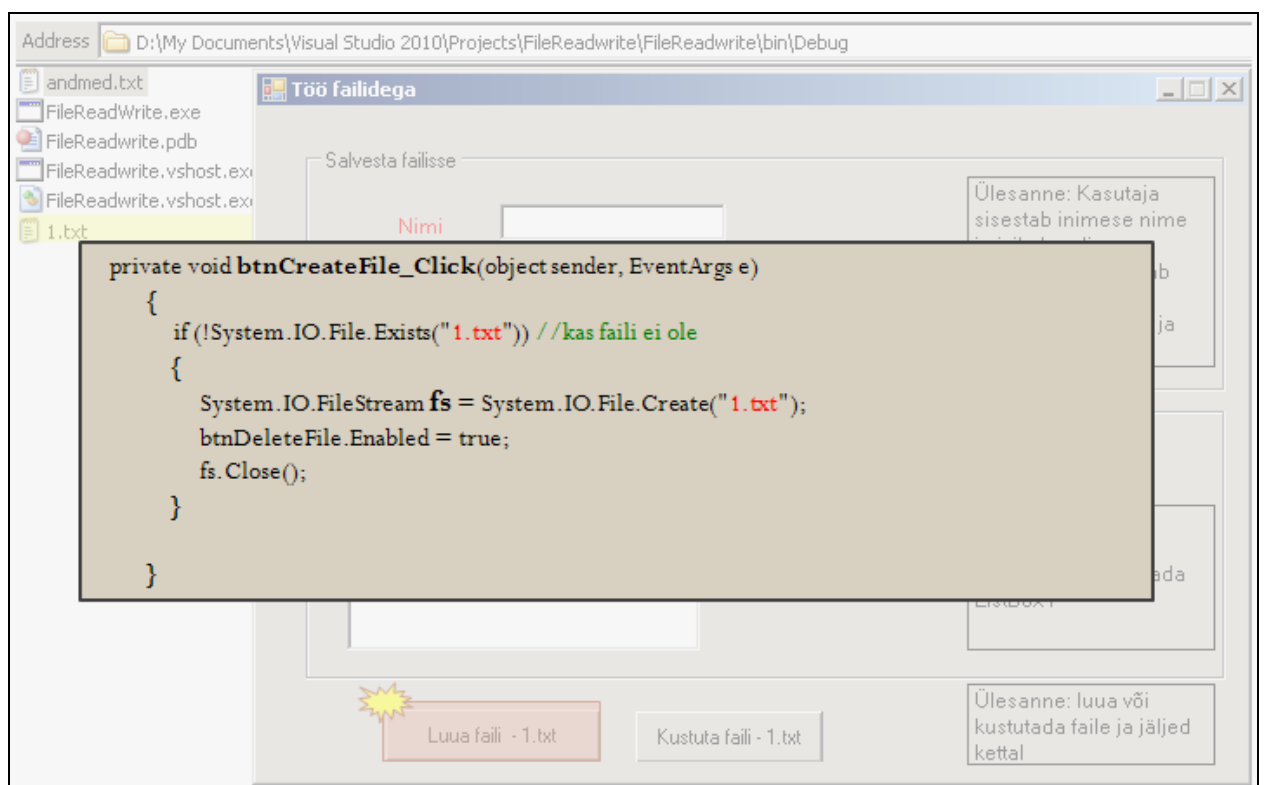 Address D:\My Documents\Visual Studio 2010\Projects\FileReadwrite\FileReadwrite\bin\Debug
andmed.txt
FileReadWrite.exe
FileReadwrite.pdb
FileReadwrite.vshost.ex
FileReadwrite.vshost.ex
1.txt
Töö failidega
Salvesta failisse
Nimi
Ülesanne: Kasutaja
sisestab inimese nime
ja
private void btnCreateFile_Click(object sender, EventArgs e)
{
if (!System.IO.File.Exists("1.txt")) //kas faili ei ole
{
System.IO.FileStream fs = System.IO.File.Create("1.txt");
btnDeleteFile.Enabled = true;
fs.Close();
}
}
Luua faili - 1.txt
Kustuta faili - 1.txt
Ülesanne: luua või
kustutada faile ja jäljed
kettal